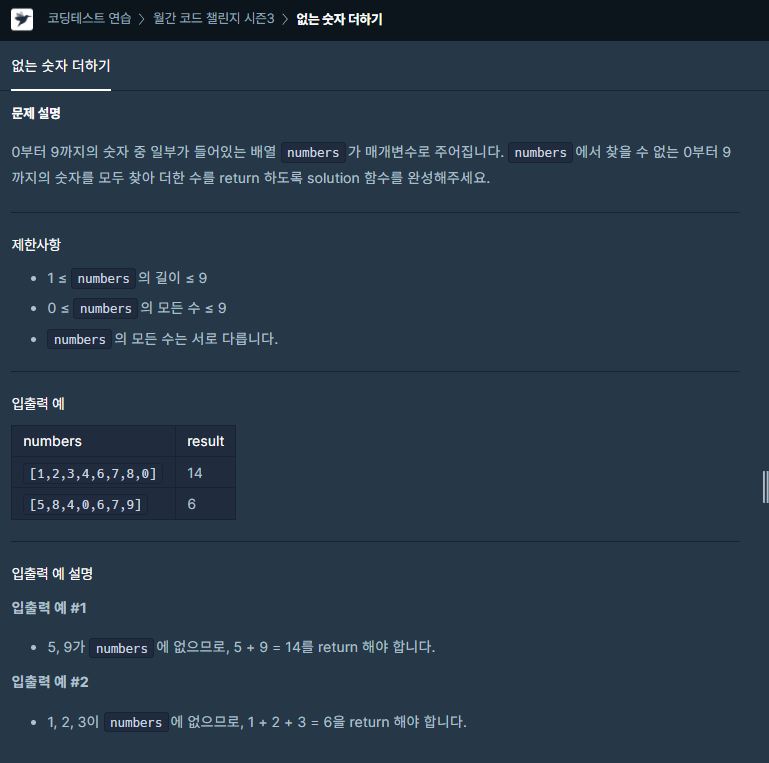 코딩테스트 연습 > 월간 코드 챌린지 시즌3 > 없는 숫자 더하기
없는 숫자 더하기
문제 설명
0부터 9까지의 숫자 중 일부가 들어있는 배열 numbers 가 매개변수로 주어집니다. numbers 에서 찾을 수 없는 0부터 9
까지의 숫자를 모두 찾아 더한 수를 return 하도록 solution 함수를 완성해주세요.
제한사항
• 1 ≤ numbers 의 길이 ≤ 9
• 0 ≤ numbers 의 모든 수 ≤ 9
• numbers 의 모든 수는 서로 다릅니다.
입출력 예
numbers result
[1,2,3,4,6,7,8,0] 14
[5,8,4,0,6,7,9] 6
입출력 예 설명
입출력 예 #1
• 5, 9가 numbers 에 없으므로, 5 + 9 = 14를 return 해야 합니다.
입출력 예 #2
• 1, 2, 3이 numbers 에 없으므로, 1 + 2 + 3 = 6을 return 해야 합니다.